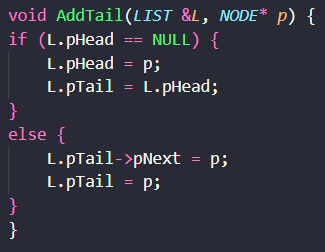 void AddTail(LIST &L, NODE* p) {
if (L.pHead == NULL) {
    L.pHead = p;
    L.pTail = L.pHead;
}
else {
    L.pTail->pNext = p;
    L.pTail = p;
}
}